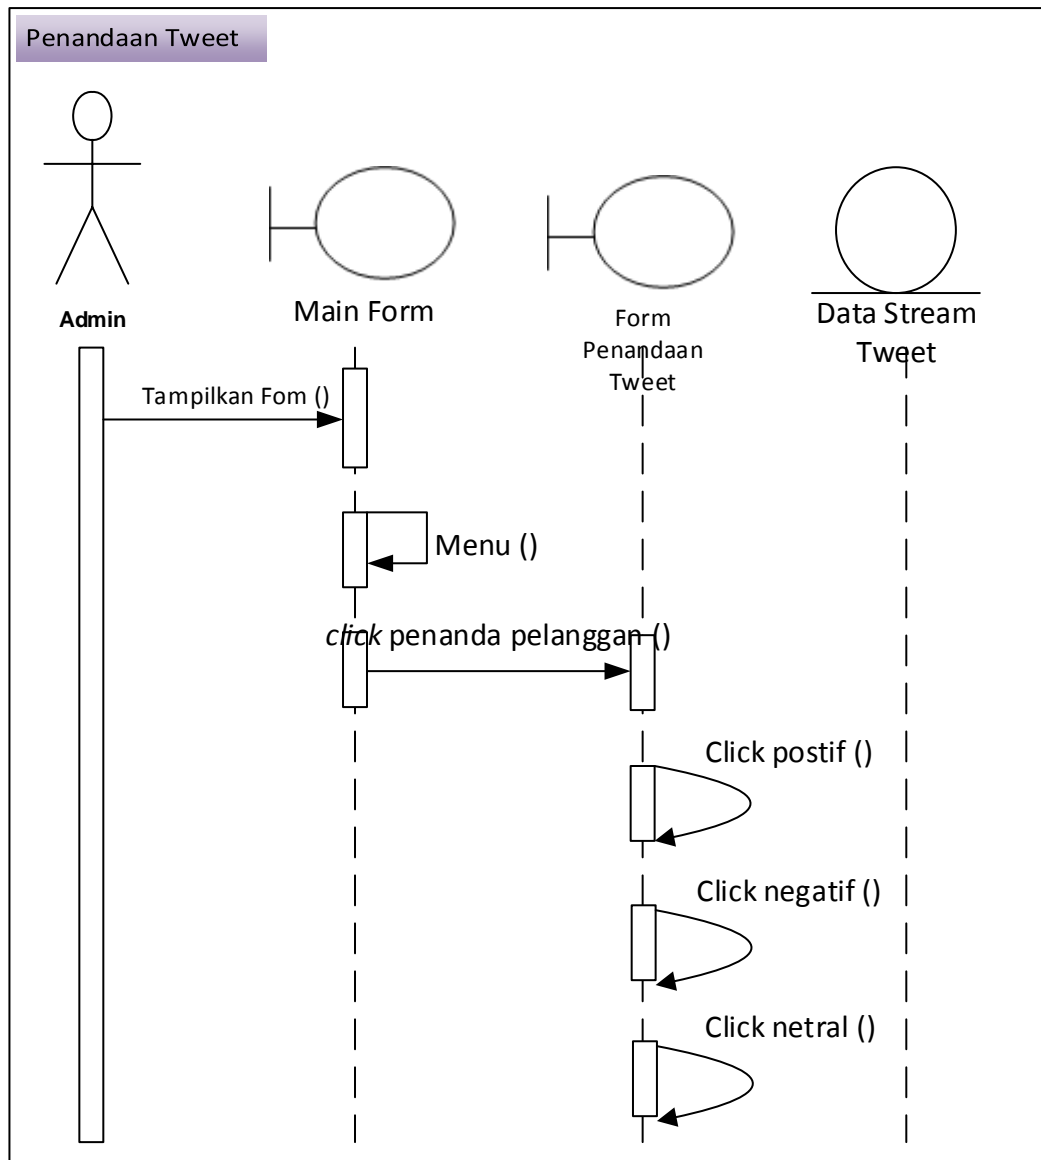 Penandaan Tweet
Admin
Main Form
Form
Penandaan
Tweet
Data Stream
Tweet
Tampilkan Fom ()
Menu ()
click penanda pelanggan ()
Click postif ()
Click negatif ()
Click netral ()